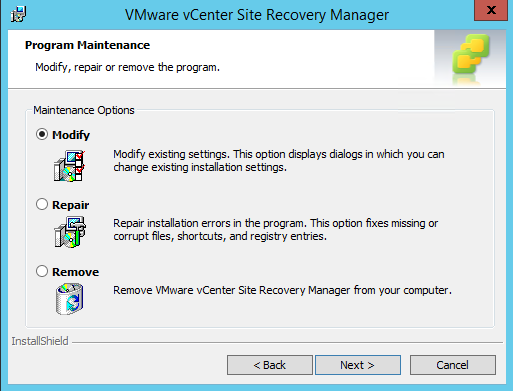 VMware vCenter Site Recovery Manager
x
Program Maintenance
Modify, repair or remove the program.
Maintenance Options
Modify
Modify existing settings. This option displays dialogs in which you can
change existing installation settings.
Repair
Repair installation errors in the program. This option fixes missing or
corrupt files, shortcuts, and registry entries.
Remove
Remove VMware vCenter Site Recovery Manager from your computer.
InstallShield
< Back
Next >
Cancel